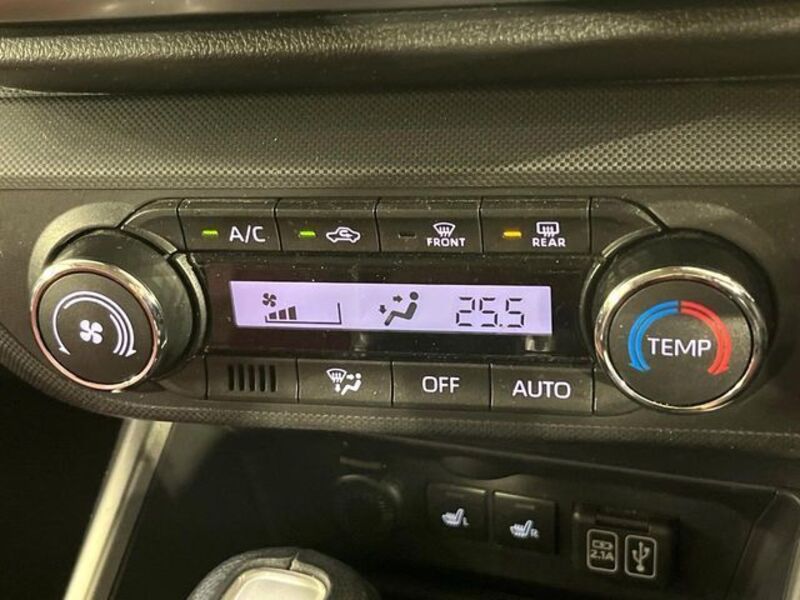 A/C
FRONT
REAR
25.5
TEMP
OFF
AUTO
L
R
2.1A